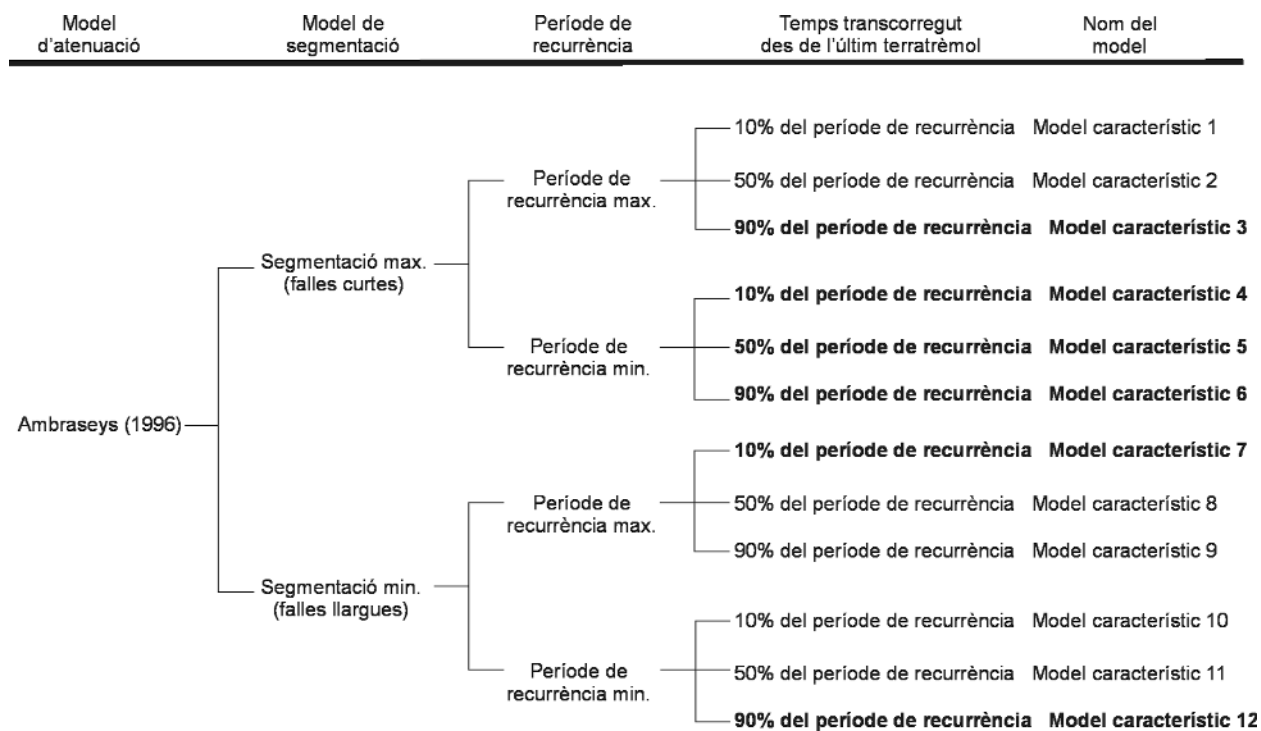 Model d'atenuació
Model de segmentació
Període de recurrència
Temps transcorregut des de l'últim terratrèmol
Nom del model
10% del període de recurrència Model característic 1
Període de recurrència max.
50% del període de recurrència Model característic 2
90% del període de recurrència Model característic 3
Segmentació max. (falles curtes)
10% del període de recurrència Model característic 4
Període de recurrència min.
50% del període de recurrència Model característic 5
90% del període de recurrència Model característic 6
Ambraseys (1996)
10% del període de recurrència Model característic 7
Període de recurrència max.
50% del període de recurrència Model característic 8
90% del període de recurrència Model característic 9
Segmentació min. (falles llargues)
10% del període de recurrència Model característic 10
Període de recurrència min.
50% del període de recurrència Model característic 11
90% del període de recurrència Model característic 12